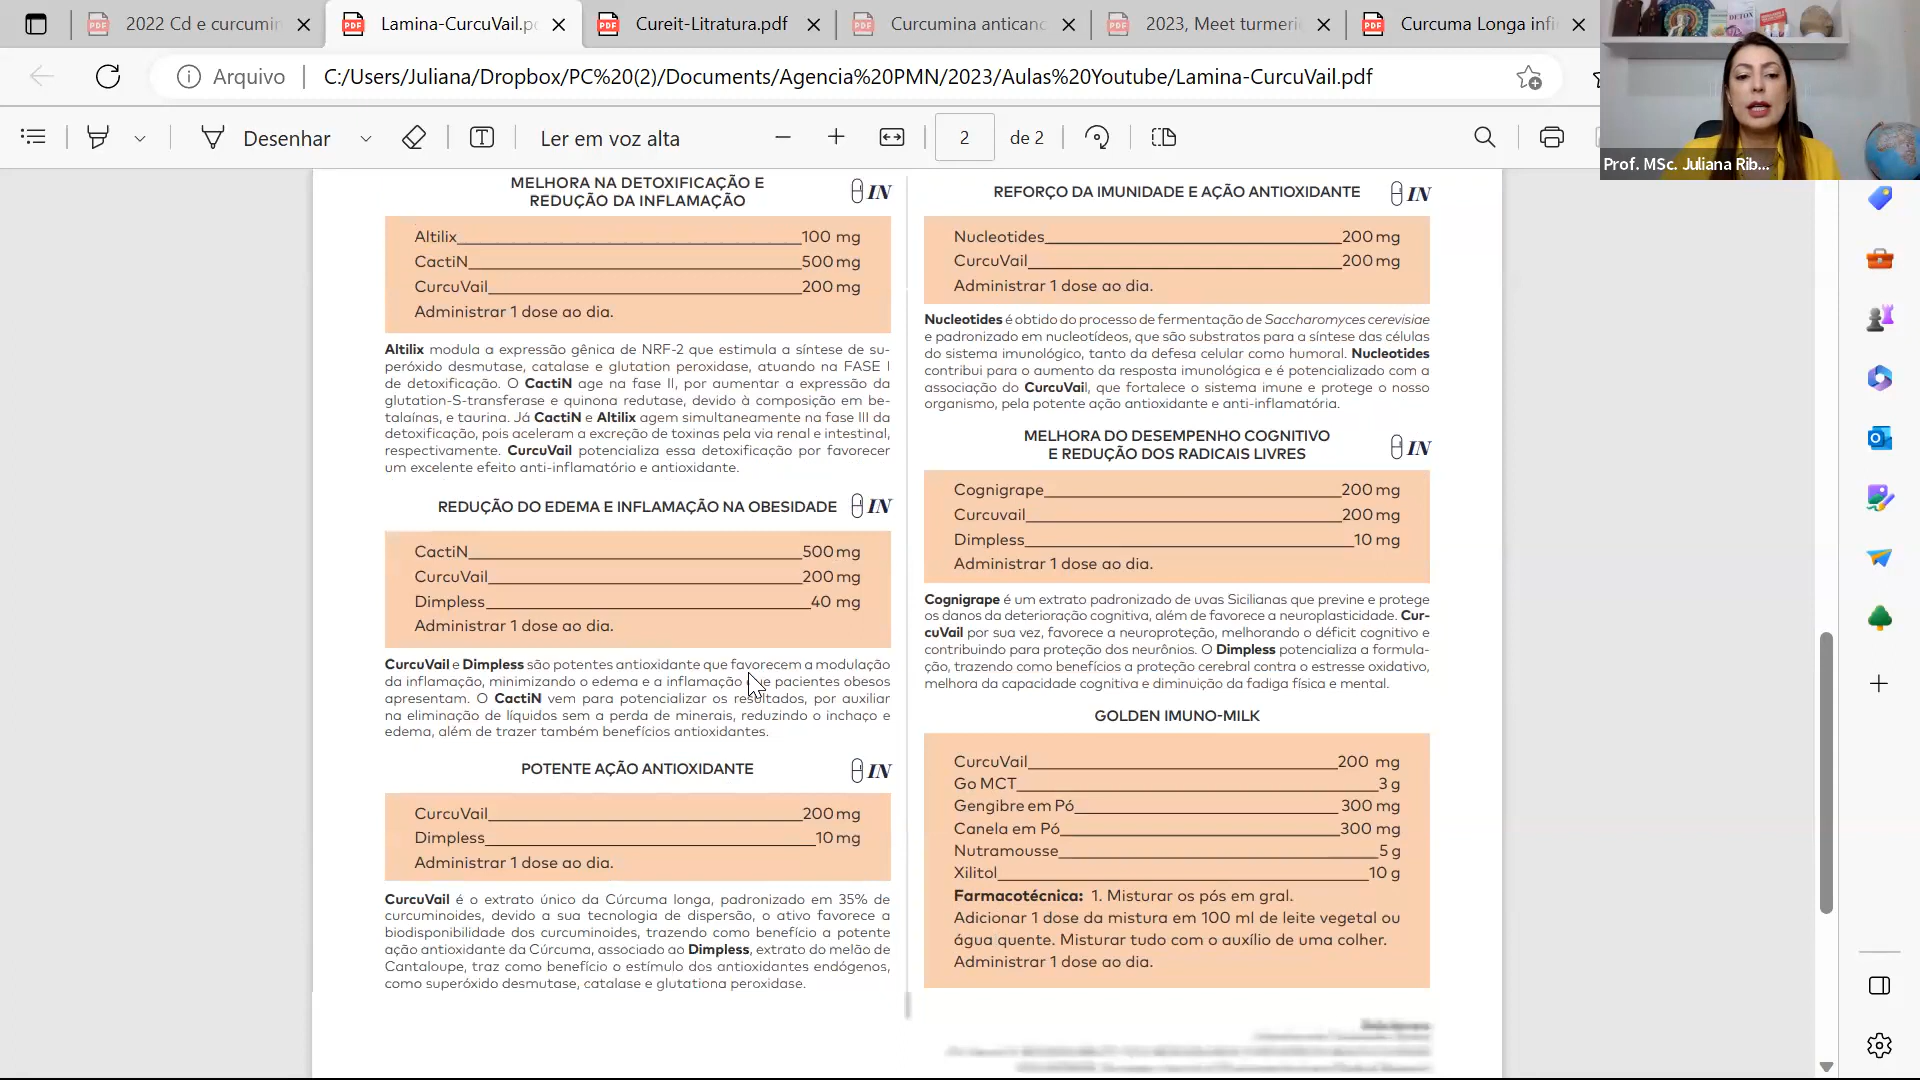 2022 Cd e curcumin
Lamina-CurcuVail.p
Cureit-Litratura.pdf
Curcumina anticanc
2023, Meet turmeri
Curcuma Longa infl
Arquivo
C:/Users/Juliana/Dropbox/PC%20(2)/Documents/Agencia%20PMN/2023/Aulas%20Youtube/Lamina-CurcuVail.pdf
Desenhar
Ler em voz alta
2
de 2
Prof. MSc. Juliana Rib...
MELHORA NA DETOXIFICAÇÃO E
REDUÇÃO DA INFLAMAÇÃO
IN
Altilix 100 mg
CactiN 500 mg
CurcuVail 200 mg
Administrar 1 dose ao dia.
Altilix modula a expressão gênica de NRF-2 que estimula a síntese de su-
peróxido desmutase, catalase e glutation peroxidase, atuando na FASE I
de detoxificação. O CactiN age na fase II, por aumentar a expressão da
glutation-S-transferase e quinona redutase, devido à composição em be-
talaínas, e taurina. Já CactiN e Altilix agem simultaneamente na fase III da
detoxificação, pois aceleram a excreção de toxinas pela via renal e intestinal,
respectivamente. CurcuVail potencializa essa detoxificação por favorecer
um excelente efeito anti-inflamatório e antioxidante.
REDUÇÃO DO EDEMA E INFLAMAÇÃO NA OBESIDADE
IN
CactiN 500 mg
CurcuVail 200 mg
Dimpless 40 mg
Administrar 1 dose ao dia.
CurcuVail e Dimpless são potentes antioxidante que favorecem a modulação
da inflamação, minimizando o edema e a inflamação que pacientes obesos
apresentam. O CactiN vem para potencializar os resultados, por auxiliar
na eliminação de líquidos sem a perda de minerais, reduzindo o inchaço e
edema, além de trazer também benefícios antioxidantes.
POTENTE AÇÃO ANTIOXIDANTE
IN
CurcuVail 200 mg
Dimpless 10 mg
Administrar 1 dose ao dia.
CurcuVail é o extrato único da Cúrcuma longa, padronizado em 35% de
curcuminoides, devido a sua tecnologia de dispersão, o ativo favorece a
biodisponibilidade dos curcuminoides, trazendo como benefício a potente
ação antioxidante da Cúrcuma, associado ao Dimpless, extrato do melão de
Cantaloupe, traz como benefício o estímulo dos antioxidantes endógenos,
como superóxido desmutase, catalase e glutationa peroxidase.
REFORÇO DA IMUNIDADE E AÇÃO ANTIOXIDANTE
IN
Nucleotides 200 mg
CurcuVail 200 mg
Administrar 1 dose ao dia.
Nucleotides é obtido do processo de fermentação de Saccharomyces cerevisiae
e padronizado em nucleotídeos, que são substratos para a síntese das células
do sistema imunológico, tanto da defesa celular como humoral. Nucleotides
contribui para o aumento da resposta imunológica e é potencializado com a
associação do CurcuVail, que fortalece o sistema imune e protege o nosso
organismo, pela potente ação antioxidante e anti-inflamatória.
MELHORA DO DESEMPENHO COGNITIVO
E REDUÇÃO DOS RADICAIS LIVRES
IN
Cognigrape 200 mg
Curcuvail 200 mg
Dimpless 10 mg
Administrar 1 dose ao dia.
Cognigrape é um extrato padronizado de uvas Sicilianas que previne e protege
os danos da deterioração cognitiva, além de favorece a neuroplasticidade. Cur-
cuVail por sua vez, favorece a neuroproteção, melhorando o déficit cognitivo e
contribuindo para proteção dos neurônios. O Dimpless potencializa a formula-
ção, trazendo como benefícios a proteção cerebral contra o estresse oxidativo,
melhora da capacidade cognitiva e diminuição da fadiga física e mental.
GOLDEN IMUNO-MILK
CurcuVail 200 mg
Go MCT 3 g
Gengibre em Pó 300 mg
Canela em Pó 300 mg
Nutramousse 5 g
Xilitol 10 g
Farmacotécnica: 1. Misturar os pós em gral.
Adicionar 1 dose da mistura em 100 ml de leite vegetal ou
água quente. Misturar tudo com o auxílio de uma colher.
Administrar 1 dose ao dia.